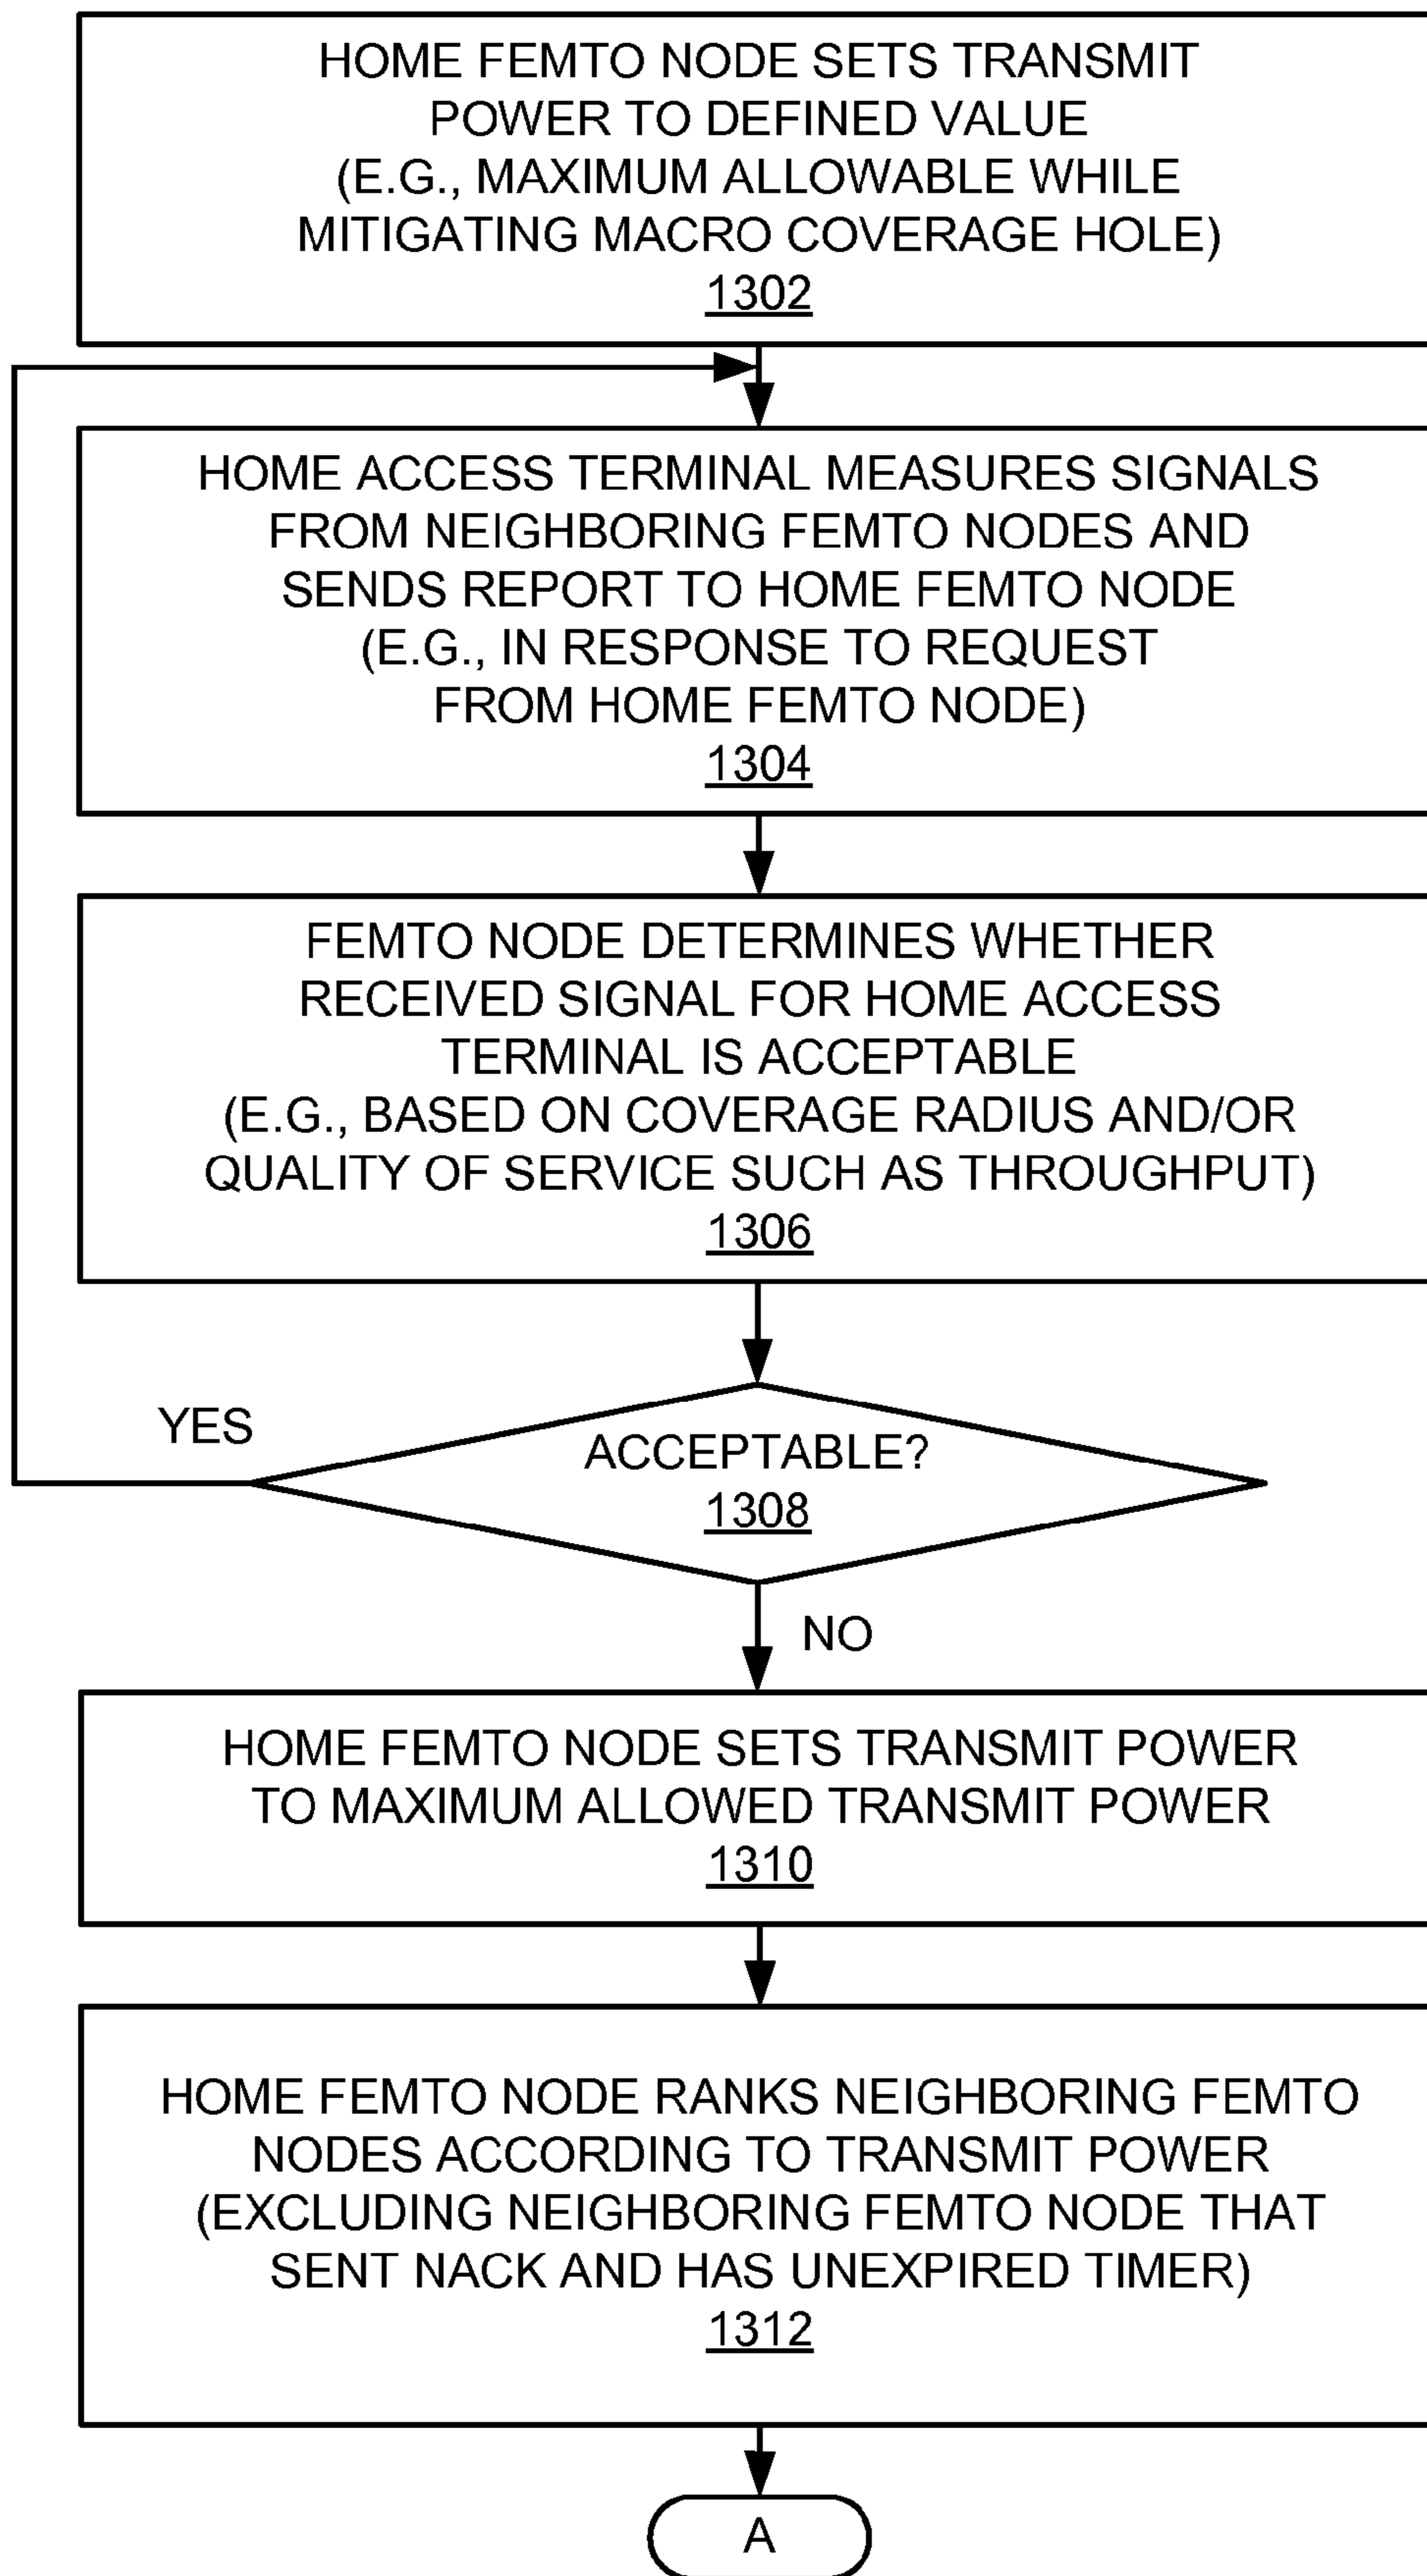 HOME FEMTO NODE SETS TRANSMIT
POWER TO DEFINED VALUE
(E.G., MAXIMUM ALLOWABLE WHILE
MITIGATING MACRO COVERAGE HOLE)
1302
HOME ACCESS TERMINAL MEASURES SIGNALS
FROM NEIGHBORING FEMTO NODES AND
SENDS REPORT TO HOME FEMTO NODE
(E.G., IN RESPONSE TO REQUEST
FROM HOME FEMTO NODE)
1304
FEMTO NODE DETERMINES WHETHER
RECEIVED SIGNAL FOR HOME ACCESS
TERMINAL IS ACCEPTABLE
(E.G., BASED ON COVERAGE RADIUS AND/OR
QUALITY OF SERVICE SUCH AS THROUGHPUT)
1306
YES
ACCEPTABLE?
1308
NO
HOME FEMTO NODE SETS TRANSMIT POWER
TO MAXIMUM ALLOWED TRANSMIT POWER
1310
HOME FEMTO NODE RANKS NEIGHBORING FEMTO
NODES ACCORDING TO TRANSMIT POWER
(EXCLUDING NEIGHBORING FEMTO NODE THAT
SENT NACK AND HAS UNEXPIRED TIMER)
1312
A